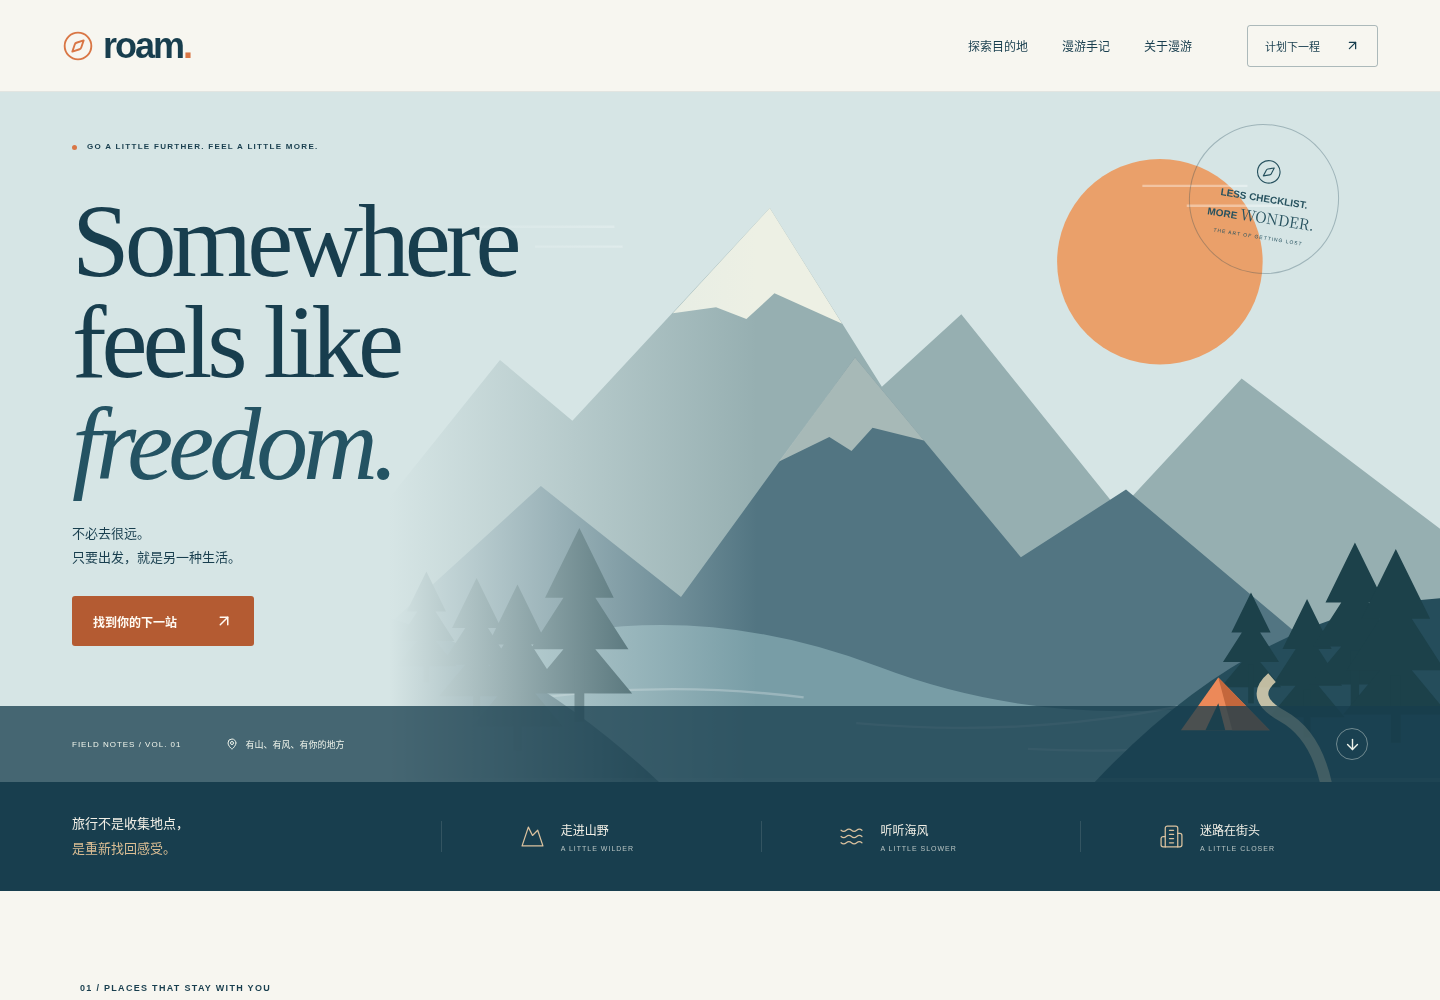 roam.
探索目的地
漫游手记
关于漫游
计划下一程
GO A LITTLE FURTHER. FEEL A LITTLE MORE.
LESS CHECKLIST.
MORE WONDER.
THE ART OF GETTING LOST
Somewhere
feels like
freedom.
不必去很远。
只要出发，就是另一种生活。
找到你的下一站
FIELD NOTES / VOL. 01
有山、有风、有你的地方
旅行不是收集地点，
是重新找回感受。
走进山野
A LITTLE WILDER
听听海风
A LITTLE SLOWER
迷路在街头
A LITTLE CLOSER
01 / PLACES THAT STAY WITH YOU